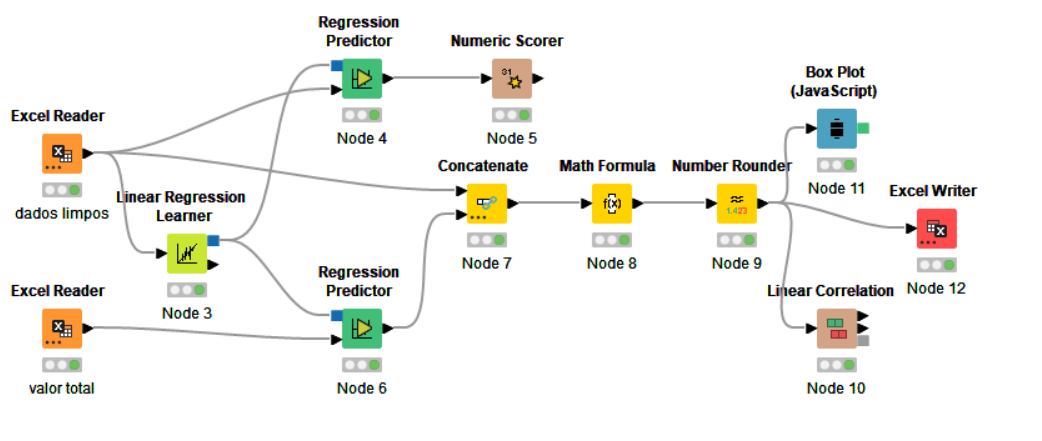 Regression
Predictor
Node 4
Numeric Scorer
Node 5
Excel Reader
dados limpos
Linear Regression
Learner
Node 3
Excel Reader
valor total
Regression
Predictor
Node 6
Concatenate
Node 7
Math Formula
f(x)
Node 8
Number Rounder
1.423
Node 9
Box Plot
(JavaScript)
Node 11
Excel Writer
Node 12
Linear Correlation
Node 10